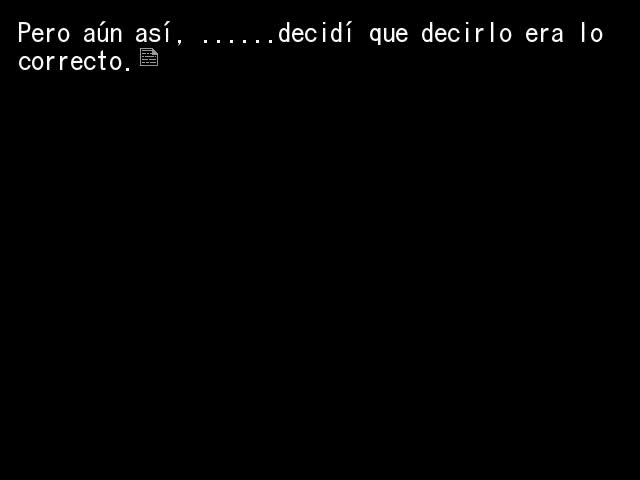 Pero aún así, ......decidí que decirlo era lo
correcto.